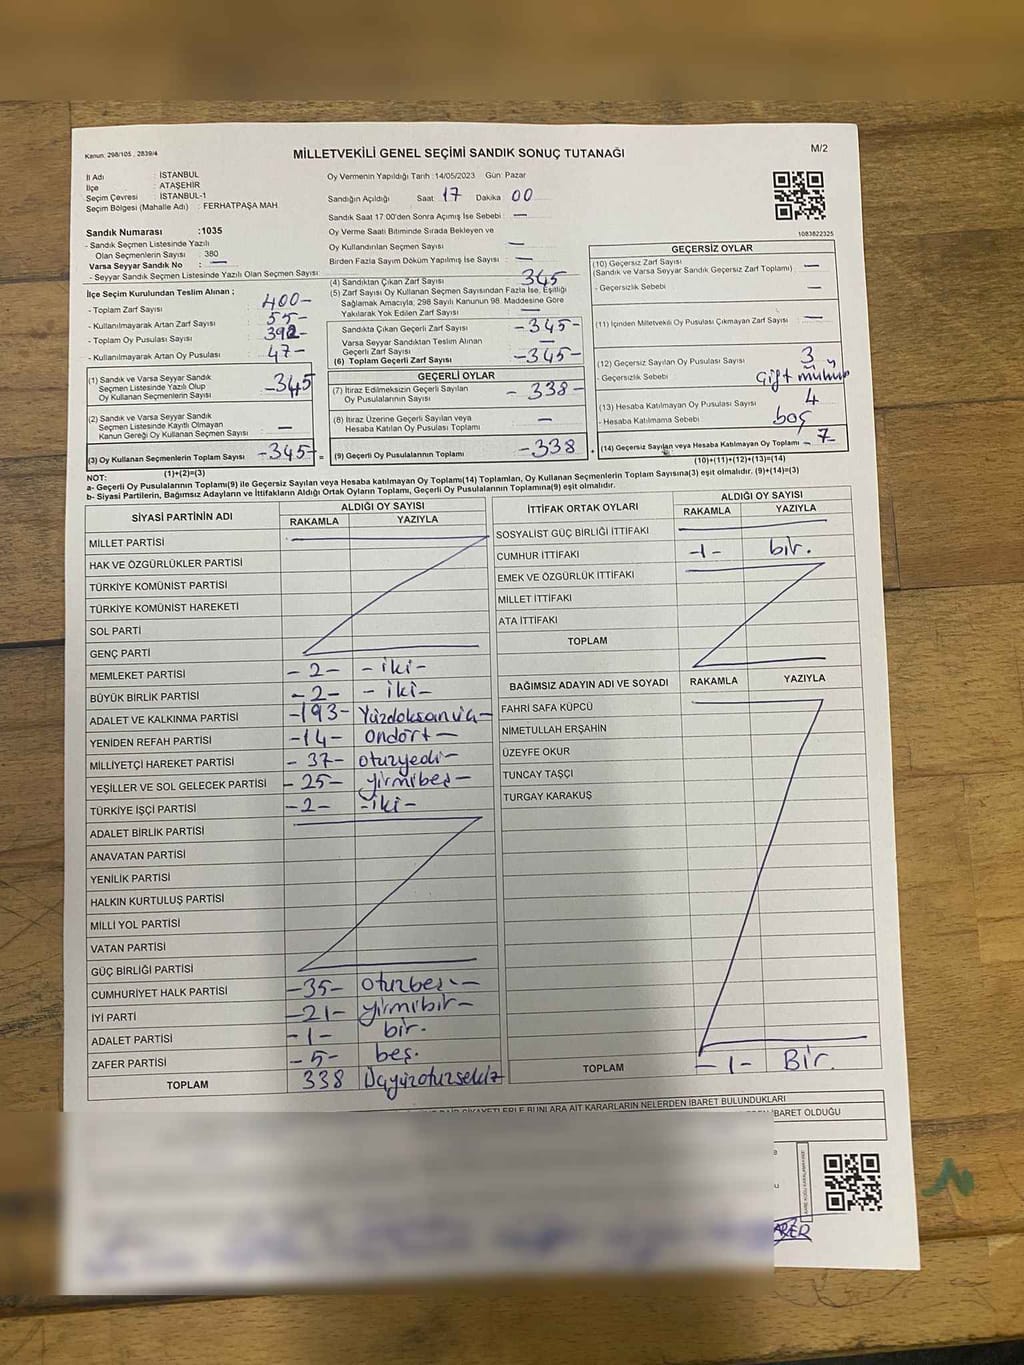 Kanun: 298/105 , 2839/4
MİLLETVEKİLİ GENEL SEÇİMİ SANDIK SONUÇ TUTANAĞI
M/2
İl Adı : İSTANBUL
İlçe : ATAŞEHİR
Seçim Çevresi : İSTANBUL-1
Seçim Bölgesi (Mahalle Adı) : FERHATPAŞA MAH.
Oy Vermenin Yapıldığı Tarih :14/05/2023 Gün: Pazar
Sandığın Açıldığı Saat 17 Dakika 00
Sandık Saat 17 00'den Sonra Açımış İse Sebebi : —
Oy Verme Saati Bitiminde Sırada Bekleyen ve
Oy Kullandırılan Seçmen Sayısı —
Birden Fazla Sayım Döküm Yapılmış İse Sayısı : —
1083822325
Sandık Numarası :1035
- Sandık Seçmen Listesinde Yazılı
Olan Seçmenlerin Sayısı : 380
Varsa Seyyar Sandık No : —
- Seyyar Sandık Seçmen Listesinde Yazılı Olan Seçmen Sayısı:
İlçe Seçim Kurulundan Teslim Alınan ;
- Toplam Zarf Sayısı 400-
- Kullanılmayarak Artan Zarf Sayısı 55-
- Toplam Oy Pusulası Sayısı 392-
- Kullanılmayarak Artan Oy Pusulası 47-
(1) Sandık ve Varsa Seyyar Sandık
Seçmen Listesinde Yazılı Olup
Oy Kullanan Seçmenlerin Sayısı -345
(2) Sandık ve Varsa Seyyar Sandık
Seçmen Listesinde Kayıtlı Olmayan
Kanun Gereği Oy Kullanan Seçmen Sayısı —
(3) Oy Kullanan Seçmenlerin Toplam Sayısı -345-
(1)+(2)=(3)
(4) Sandıktan Çıkan Zarf Sayısı 345
(5) Zarf Sayısı Oy Kullanan Seçmen Sayısından Fazla İse, Eşitliği
Sağlamak Amacıyla; 298 Sayılı Kanunun 98. Maddesine Göre
Yakılarak Yok Edilen Zarf Sayısı : —
Sandıkta Çıkan Geçerli Zarf Sayısı -345-
Varsa Seyyar Sandıktan Teslim Alınan
Geçerli Zarf Sayısı —
(6) Toplam Geçerli Zarf Sayısı -345-
GEÇERLİ OYLAR
(7) İtiraz Edilmeksizin Geçerli Sayılan
Oy Pusulalarının Sayısı - 338-
(8) İtiraz Üzerine Geçerli Sayılan veya
Hesaba Katılan Oy Pusulası Toplamı —
= (9) Geçerli Oy Pusulalarının Toplamı -338
GEÇERSİZ OYLAR
(10) Geçersiz Zarf Sayısı —
(Sandık ve Varsa Seyyar Sandık Geçersiz Zarf Toplamı)
- Geçersizlik Sebebi —
(11) İçinden Milletvekili Oy Pusulası Çıkmayan Zarf Sayısı —
(12) Geçersiz Sayılan Oy Pusulası Sayısı 3
- Geçersizlik Sebebi : Çift mühür
(13) Hesaba Katılmayan Oy Pusulası Sayısı 4
- Hesaba Katılmama Sebebi : boş
(14) Geçersiz Sayılan veya Hesaba Katılmayan Oy Toplamı - 7-
(10)+(11)+(12)+(13)=(14)
NOT:
a- Geçerli Oy Pusulalarının Toplamı(9) ile Geçersiz Sayılan veya Hesaba Katılmayan Oy Toplamı(14) Toplamları, Oy Kullanan Seçmenlerin Toplam Sayısına(3) eşit olmalıdır. (9)+(14)=(3)
b- Siyasi Partilerin, Bağımsız Adayların ve İttifakların Aldığı Ortak Oyların Toplamı, Geçerli Oy Pusulalarının Toplamına(9) eşit olmalıdır.
SİYASİ PARTİNİN ADI ALDIĞI OY SAYISI
RAKAMLA YAZIYLA
MİLLET PARTİSİ
HAK VE ÖZGÜRLÜKLER PARTİSİ
TÜRKİYE KOMÜNİST PARTİSİ
TÜRKİYE KOMÜNİST HAREKETİ
SOL PARTİ
GENÇ PARTİ
MEMLEKET PARTİSİ -2- -iki-
BÜYÜK BİRLİK PARTİSİ -2- -iki-
ADALET VE KALKINMA PARTİSİ -193- Yüzdoksanüç-
YENİDEN REFAH PARTİSİ -14- ondört-
MİLLİYETÇİ HAREKET PARTİSİ - 37- otuzyedi-
YEŞİLLER VE SOL GELECEK PARTİSİ - 25- yirmibeş-
TÜRKİYE İŞÇİ PARTİSİ -2- -iki-
ADALET BİRLİK PARTİSİ
ANAVATAN PARTİSİ
YENİLİK PARTİSİ
HALKIN KURTULUŞ PARTİSİ
MİLLİ YOL PARTİSİ
VATAN PARTİSİ
GÜÇ BİRLİĞİ PARTİSİ
CUMHURİYET HALK PARTİSİ -35- otuzbeş-
İYİ PARTİ -21- yirmibir-
ADALET PARTİSİ -1- bir.
ZAFER PARTİSİ -5- beş.
TOPLAM 338 Üçyüzotuzsekiz
İTTİFAK ORTAK OYLARI ALDIĞI OY SAYISI
RAKAMLA YAZIYLA
SOSYALİST GÜÇ BİRLİĞİ İTTİFAKI
CUMHUR İTTİFAKI -1- bir.
EMEK VE ÖZGÜRLÜK İTTİFAKI
MİLLET İTTİFAKI
ATA İTTİFAKI
TOPLAM
BAĞIMSIZ ADAYIN ADI VE SOYADI RAKAMLA YAZIYLA
FAHRİ SAFA KÜPCÜ
NİMETULLAH ERŞAHİN
ÜZEYFE OKUR
TUNCAY TAŞÇI
TURGAY KARAKUŞ
TOPLAM -1- Bir.
ŞİKAYETLERLE BUNLARA AİT KARARLARIN NELERDEN İBARET BULUNDUKLARI
İBARET OLDUĞU